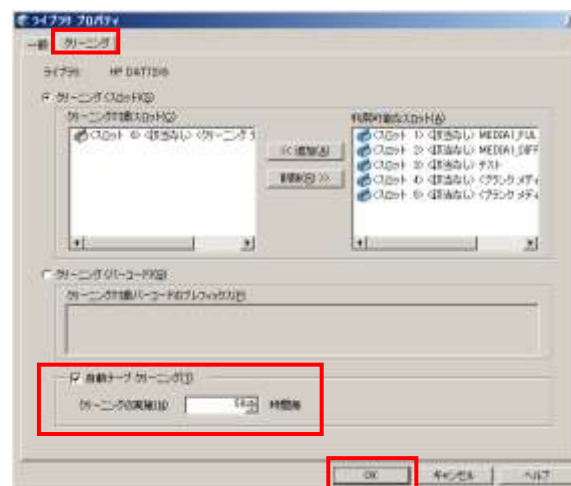 ライブラリ プロパティ
一般 クリーニング
ライブラリ: HP DAT72X6
クリーニング(スロット)(S)
クリーニング対象スロット(C)
<スロット 6> <該当なし> <クリーニング
<< 追加(A)
削除(R) >>
利用可能なスロット(A)
<スロット 1> <該当なし> MEDIA1_FUL
<スロット 2> <該当なし> MEDIA1_DIFF
<スロット 3> <該当なし> テスト
<スロット 4> <該当なし> <ブランク メディ
<スロット 5> <該当なし> <ブランク メディ
クリーニング(バーコード)(B)
クリーニング対象バーコードのプレフィックス(P)
自動テープ クリーニング(T)
クリーニングの実施(U) 時間毎
OK キャンセル ヘルプ